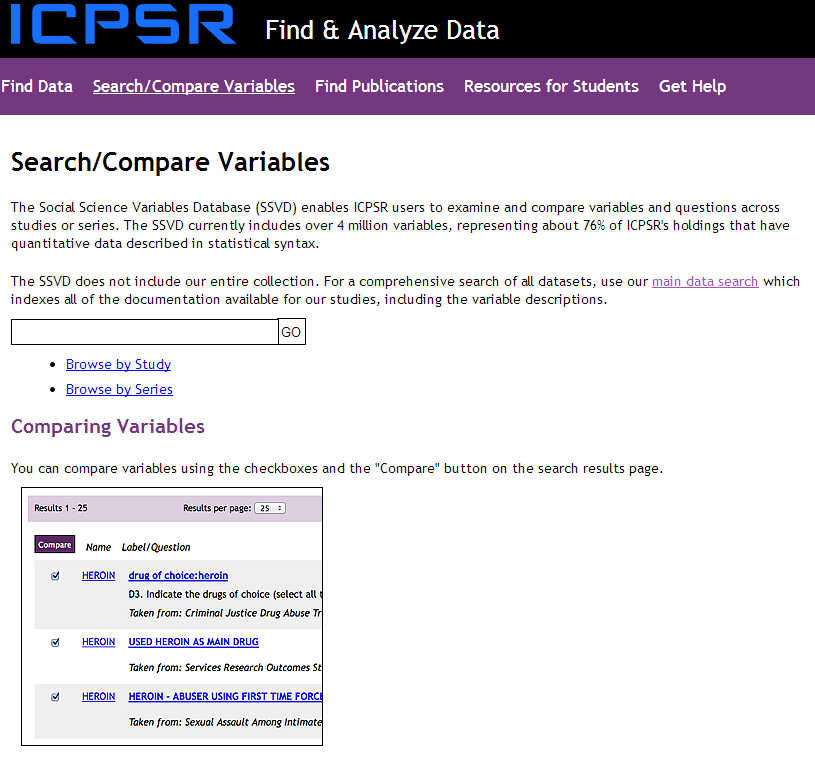 ICPSR Find & Analyze Data
Find Data Search/Compare Variables Find Publications Resources for Students Get Help
Search/Compare Variables
The Social Science Variables Database (SSVD) enables ICPSR users to examine and compare variables and questions across
studies or series. The SSVD currently includes over 4 million variables, representing about 76% of ICPSR's holdings that have
quantitative data described in statistical syntax.
The SSVD does not include our entire collection. For a comprehensive search of all datasets, use our main data search which
indexes all of the documentation available for our studies, including the variable descriptions.
GO
Browse by Study
Browse by Series
Comparing Variables
You can compare variables using the checkboxes and the "Compare" button on the search results page.
Results 1 - 25 Results per page: 25
Compare Name Label/Question
HEROIN drug of choice:heroin
D3. Indicate the drugs of choice (select all t
Taken from: Criminal Justice Drug Abuse Tr
HEROIN USED HEROIN AS MAIN DRUG
Taken from: Services Research Outcomes St
HEROIN HEROIN - ABUSER USING FIRST TIME FORCE
Taken from: Sexual Assault Among Intimate